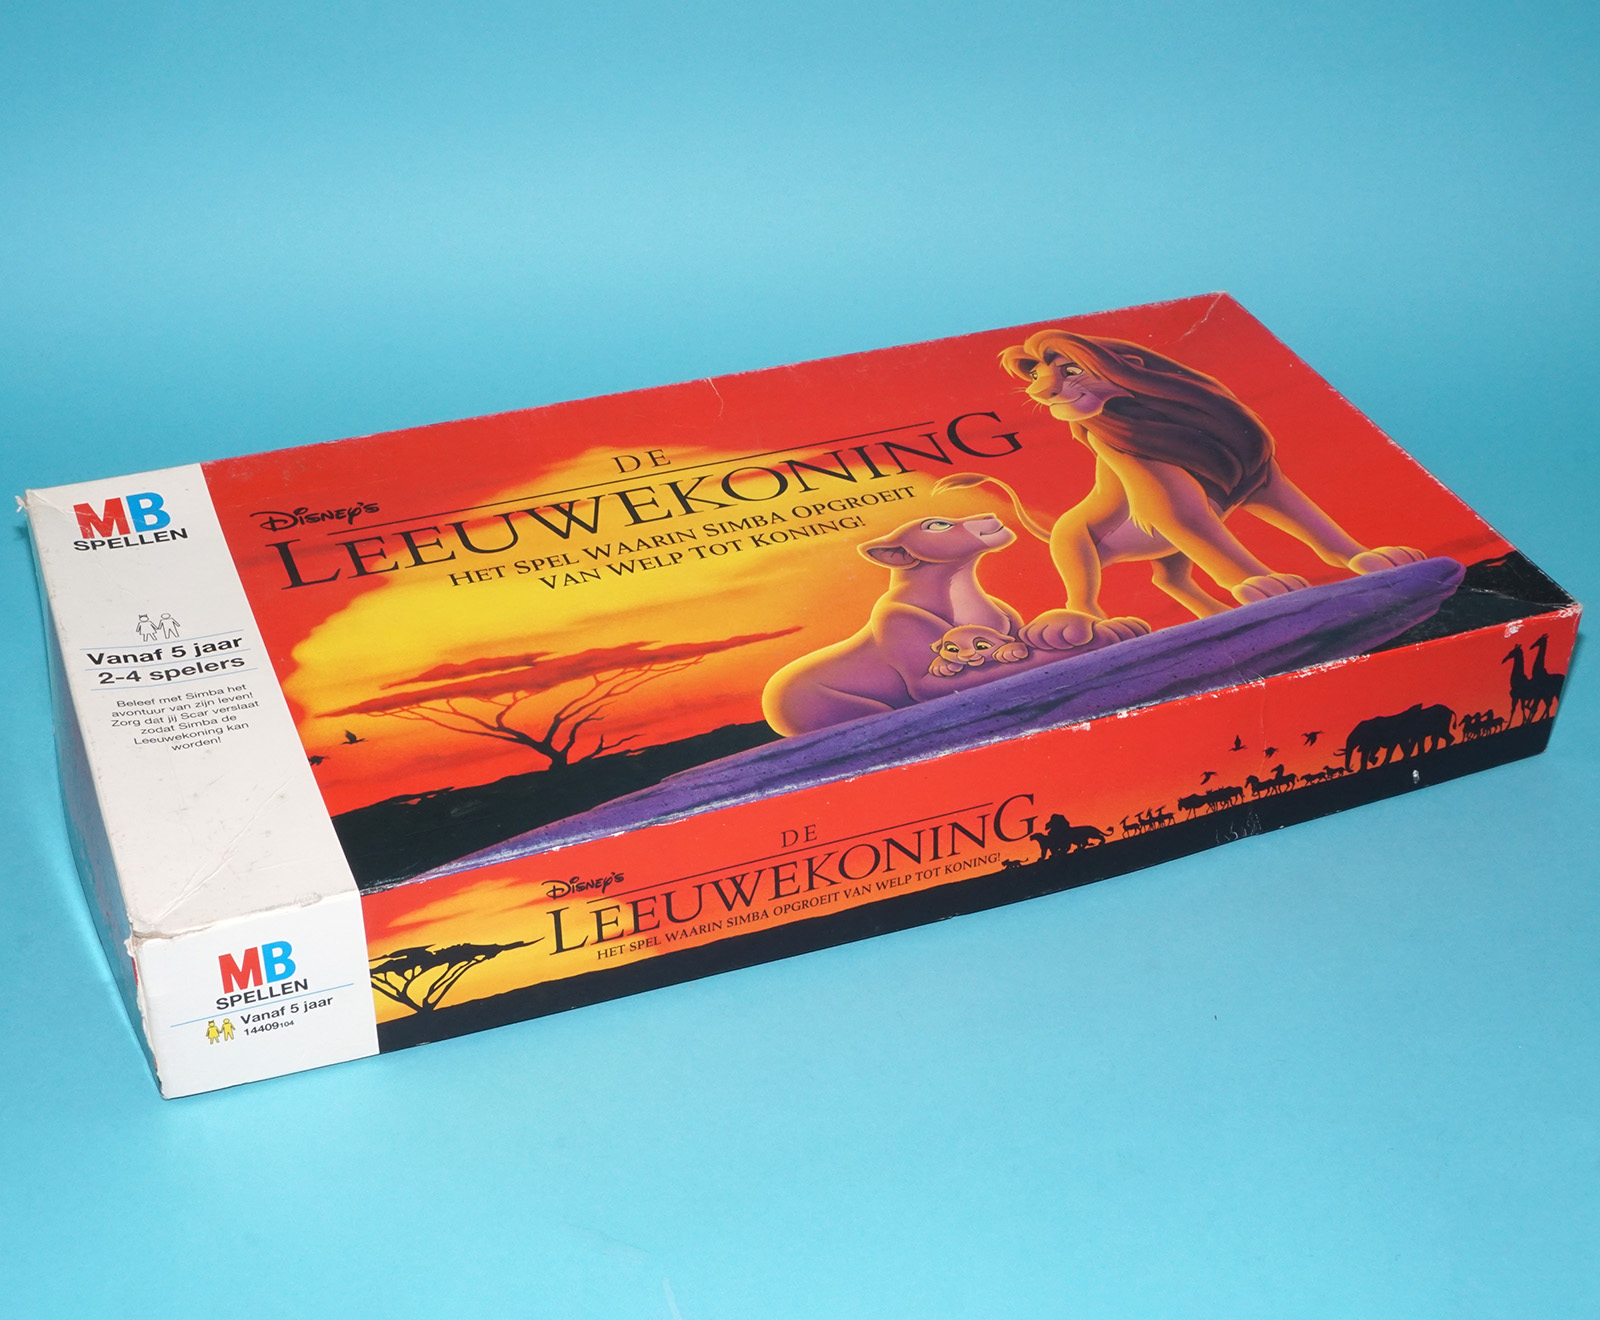 MB
SPELLEN
Vanaf 5 jaar
2-4 spelers
Beleef met Simba het
avontuur van zijn leven!
Zorg dat jij Scar verslaat
zodat Simba de
Leeuwekoning kan
worden!
DISNEY'S
DE
LEEUWEKONING
HET SPEL WAARIN SIMBA OPGROEIT
VAN WELP TOT KONING!
MB
SPELLEN
Vanaf 5 jaar
14409104
DISNEY'S
DE
LEEUWEKONING
HET SPEL WAARIN SIMBA OPGROEIT VAN WELP TOT KONING!